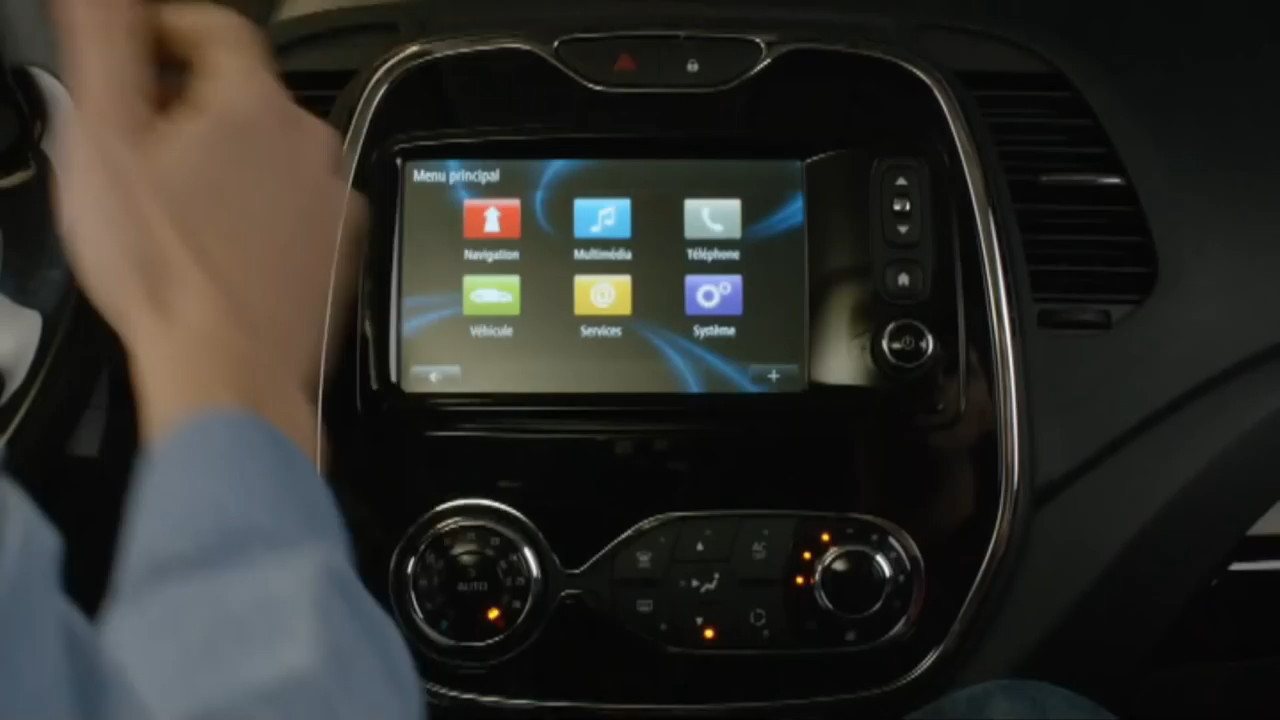 Menu principal
Navigation
Multimédia
Téléphone
Véhicule
Services
Système
AUTO